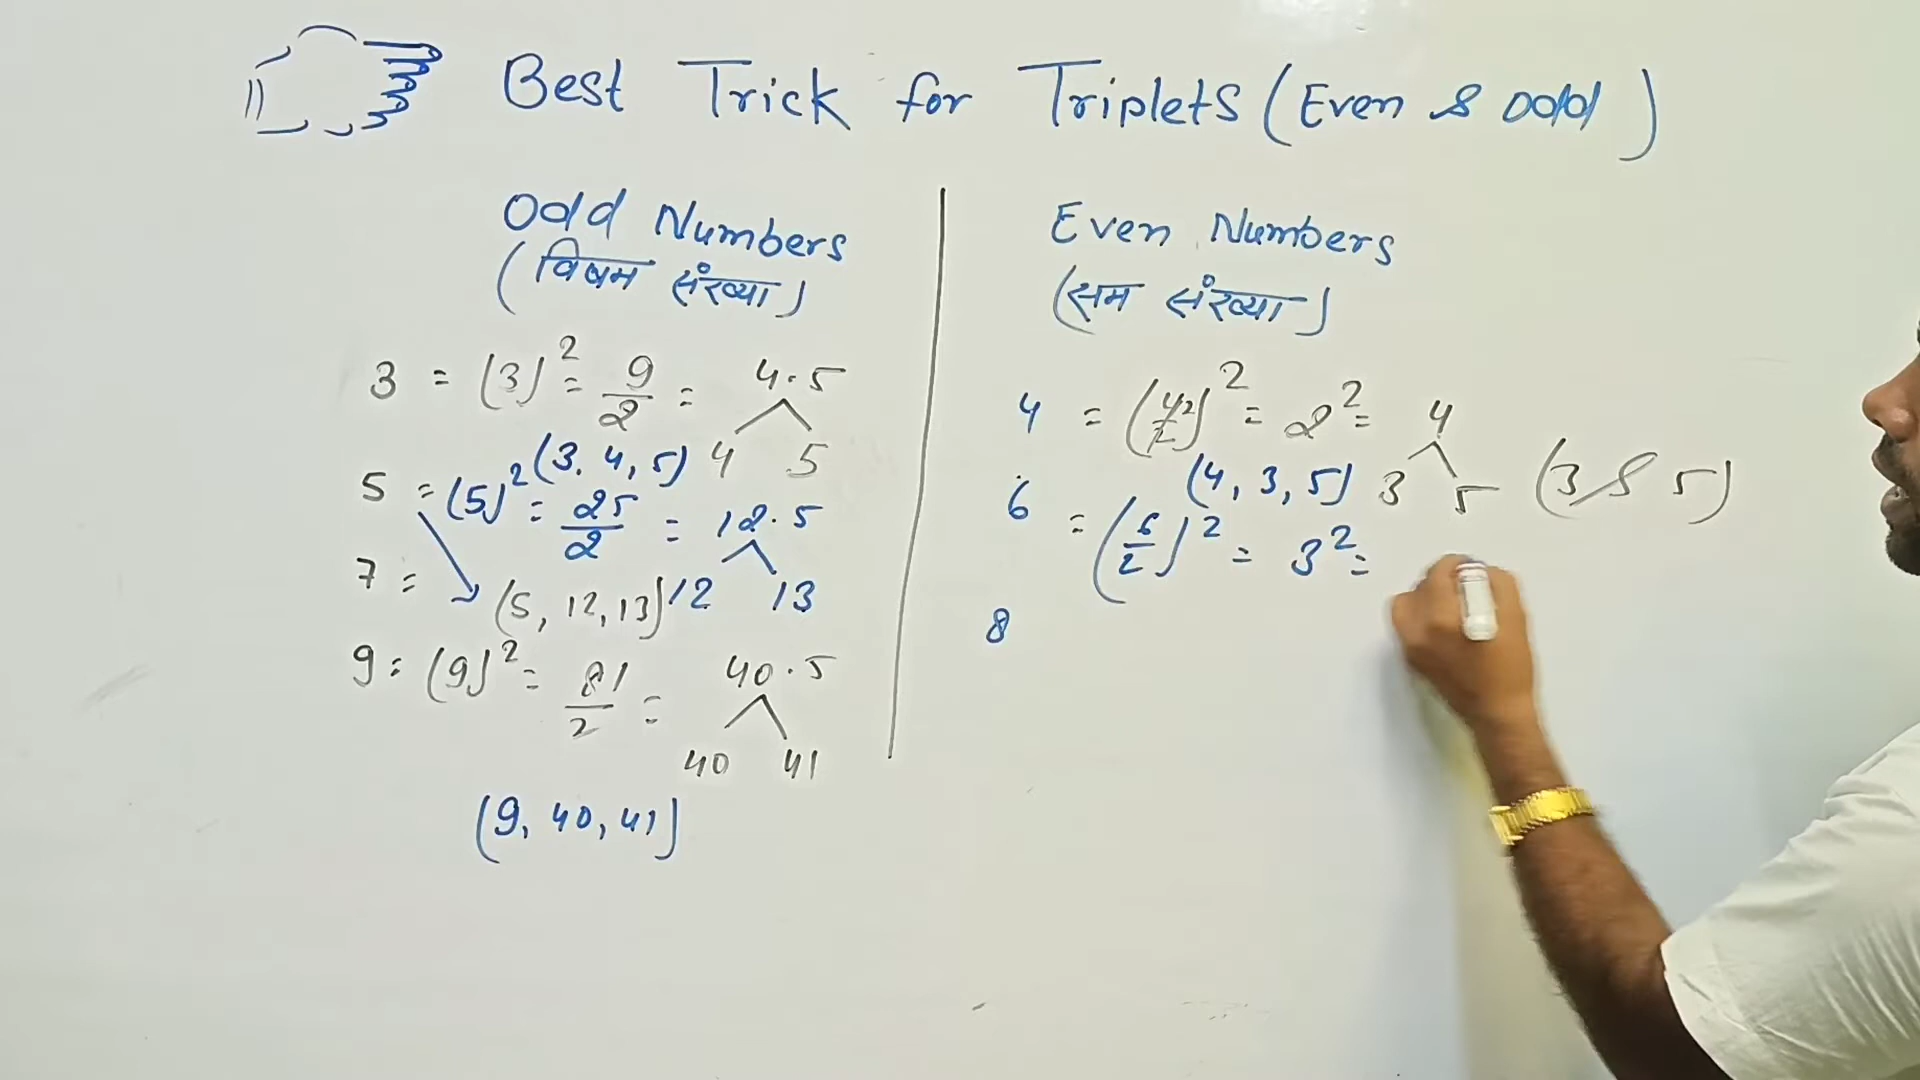 Best Trick for Triplets (Even & odd)
Odd Numbers
(विषम संख्या)
3 = (3)² = 9/2 = 4.5
4 5
(3, 4, 5)
5 = (5)² = 25/2 = 12.5
12 13
(5, 12, 13)
7 =
9 = (9)² = 81/2 = 40.5
40 41
(9, 40, 41)
Even Numbers
(सम संख्या)
4 = (4/2)² = 2² = 4
(4, 3, 5) 3 5 (3 & 5)
6 = (6/2)² = 3² =
8